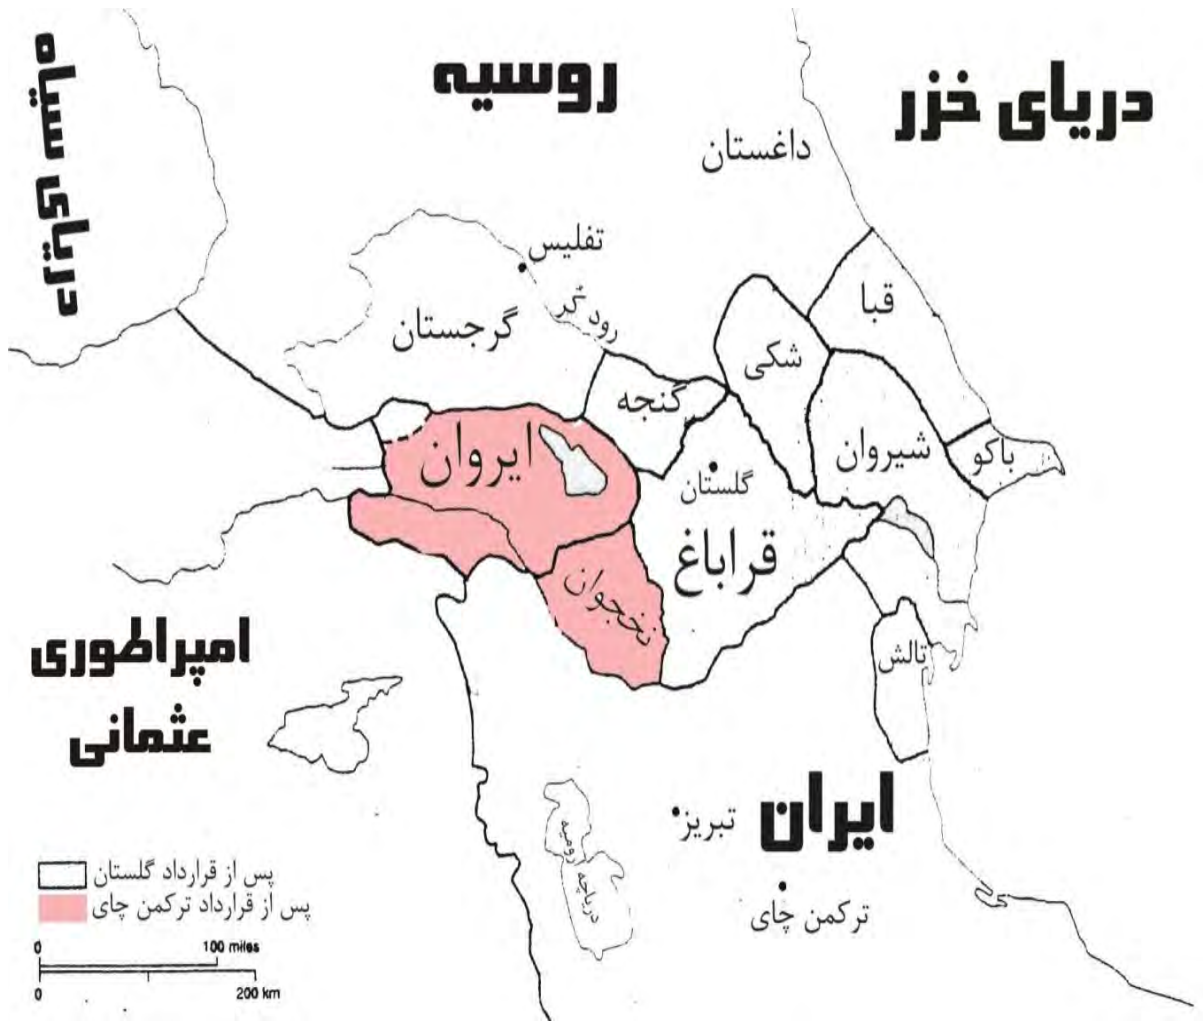 دریای سیاه
روسیه
دریای خزر
داغستان
تفلیس
رود کُر
گرجستان
قبا
شکی
گنجه
شیروان
باکو
ایروان
گلستان
قراباغ
نخجوان
تالش
امپراطوری
عثمانی
ایران
تبریز
دریاچه ارومیه
ترکمن چای
پس از قرارداد گلستان
پس از قرارداد ترکمن چای
0 100 miles
0 200 km